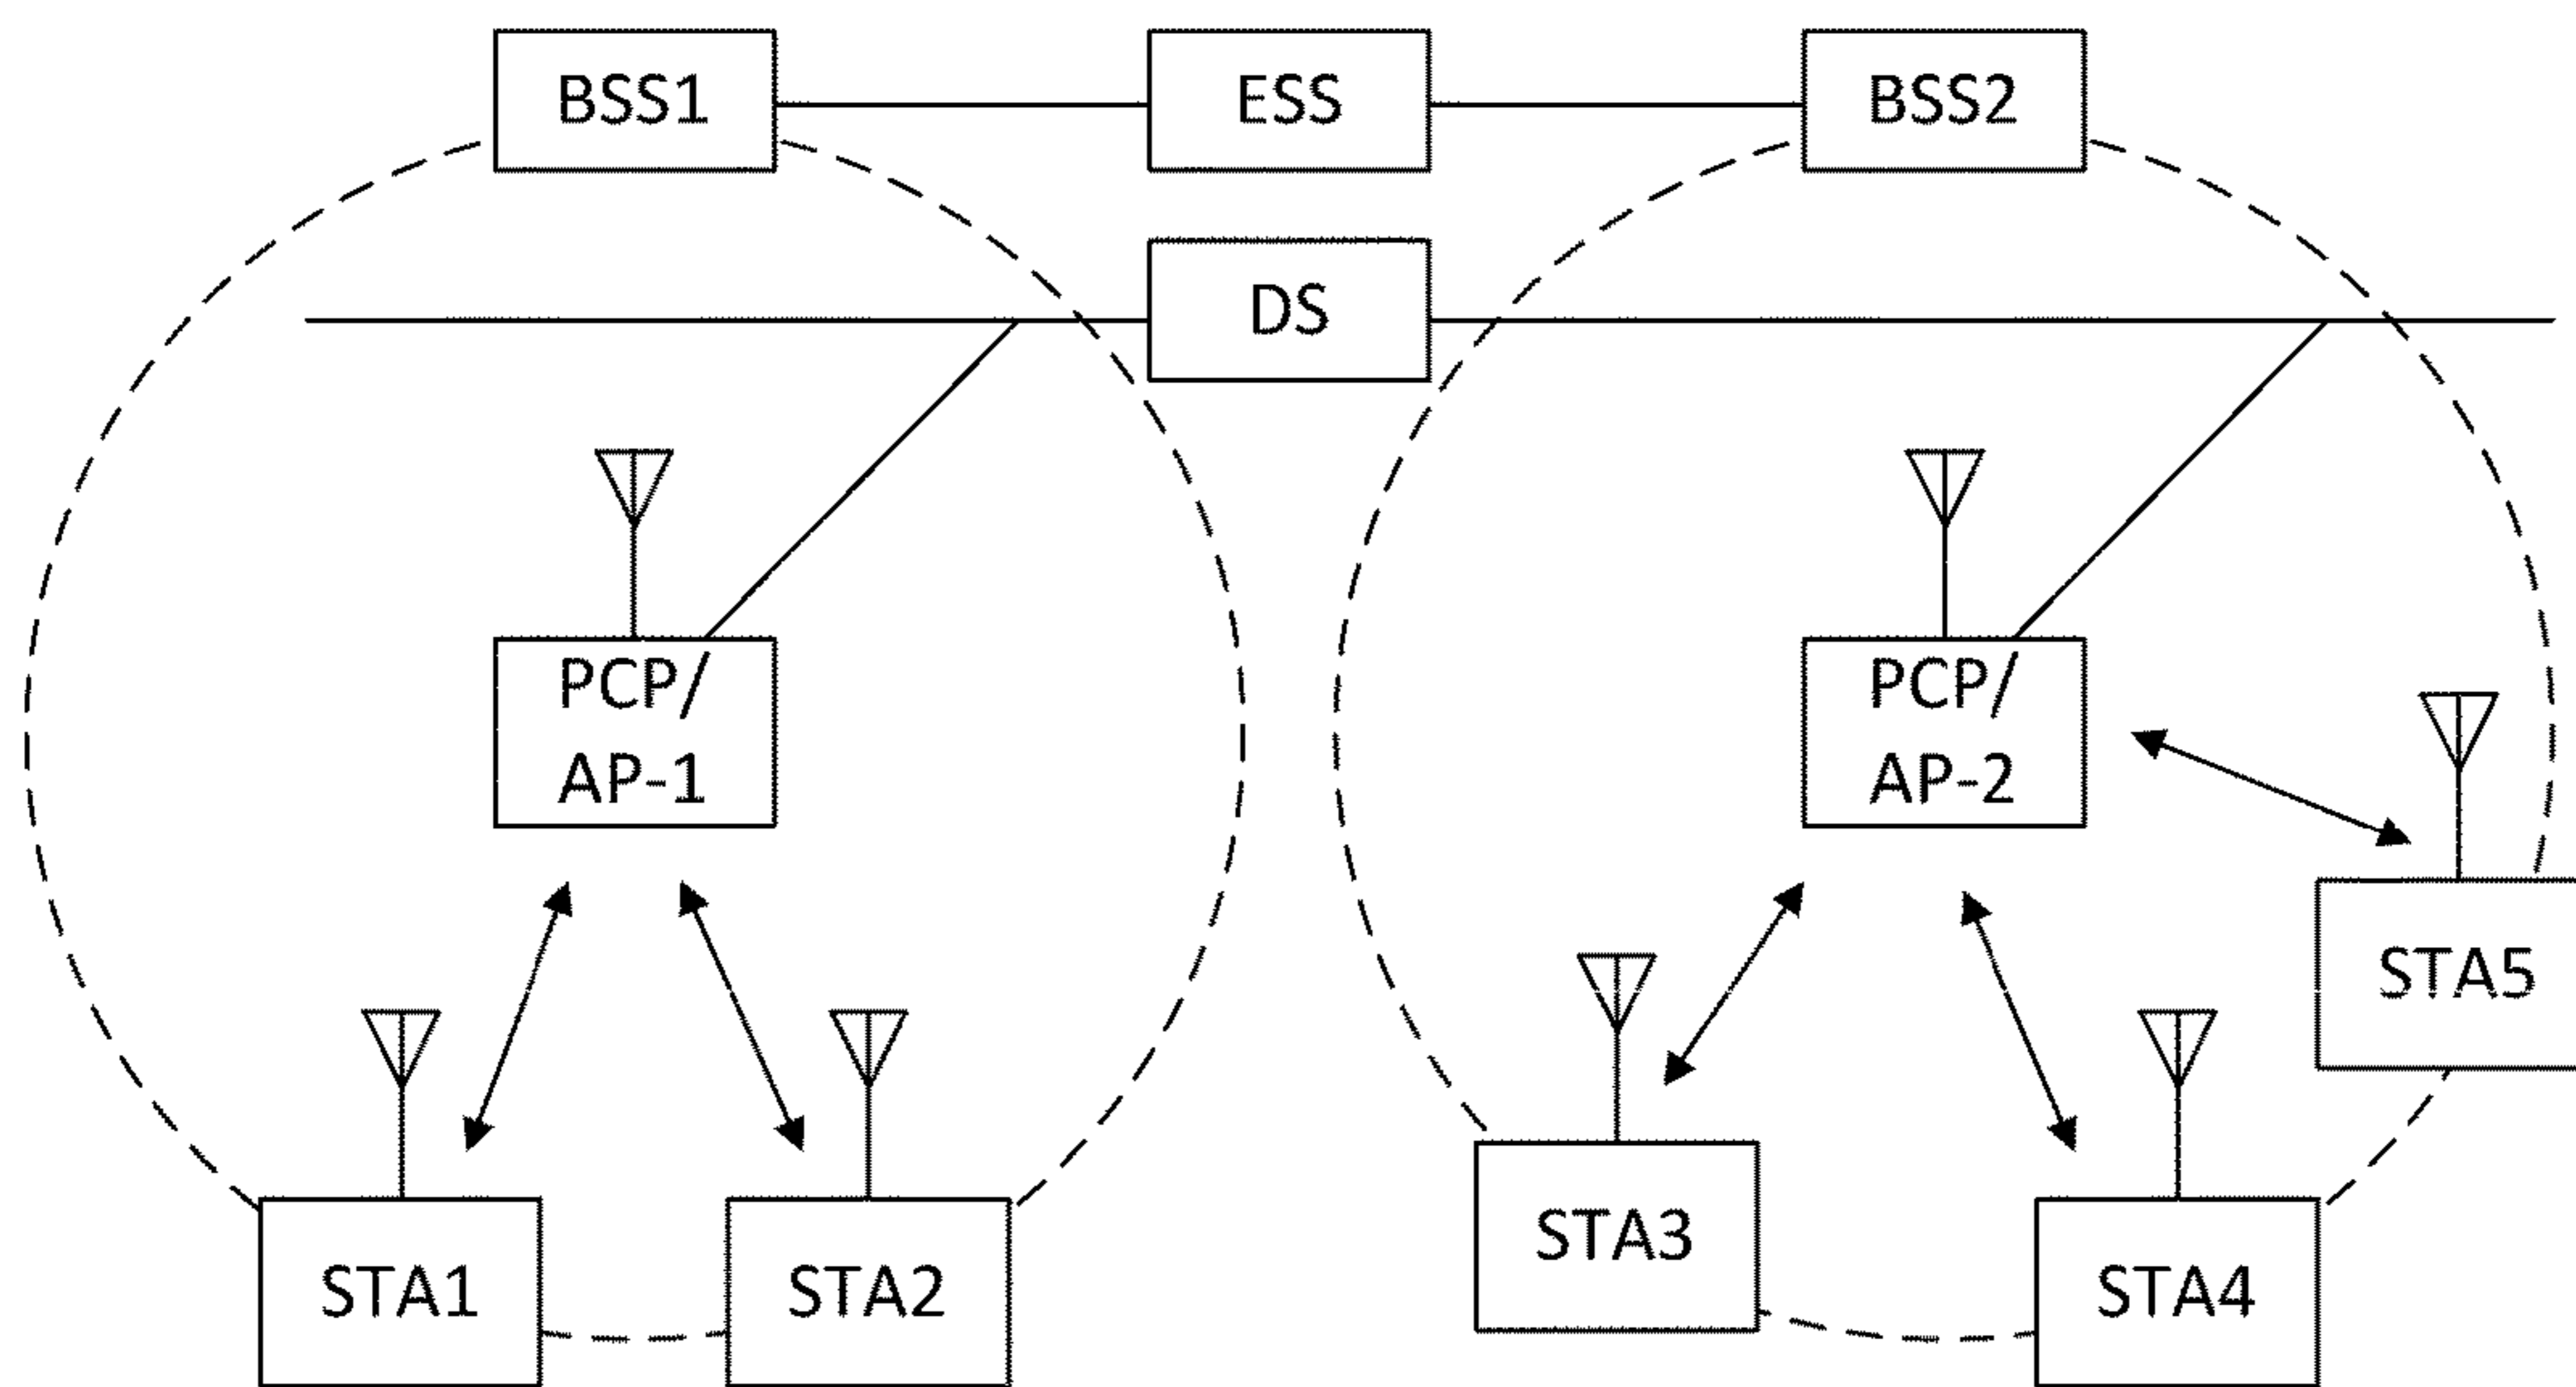 BSS1
ESS
BSS2
DS
PCP/
AP-1
PCP/
AP-2
STA5
STA3
STA1
STA2
STA4